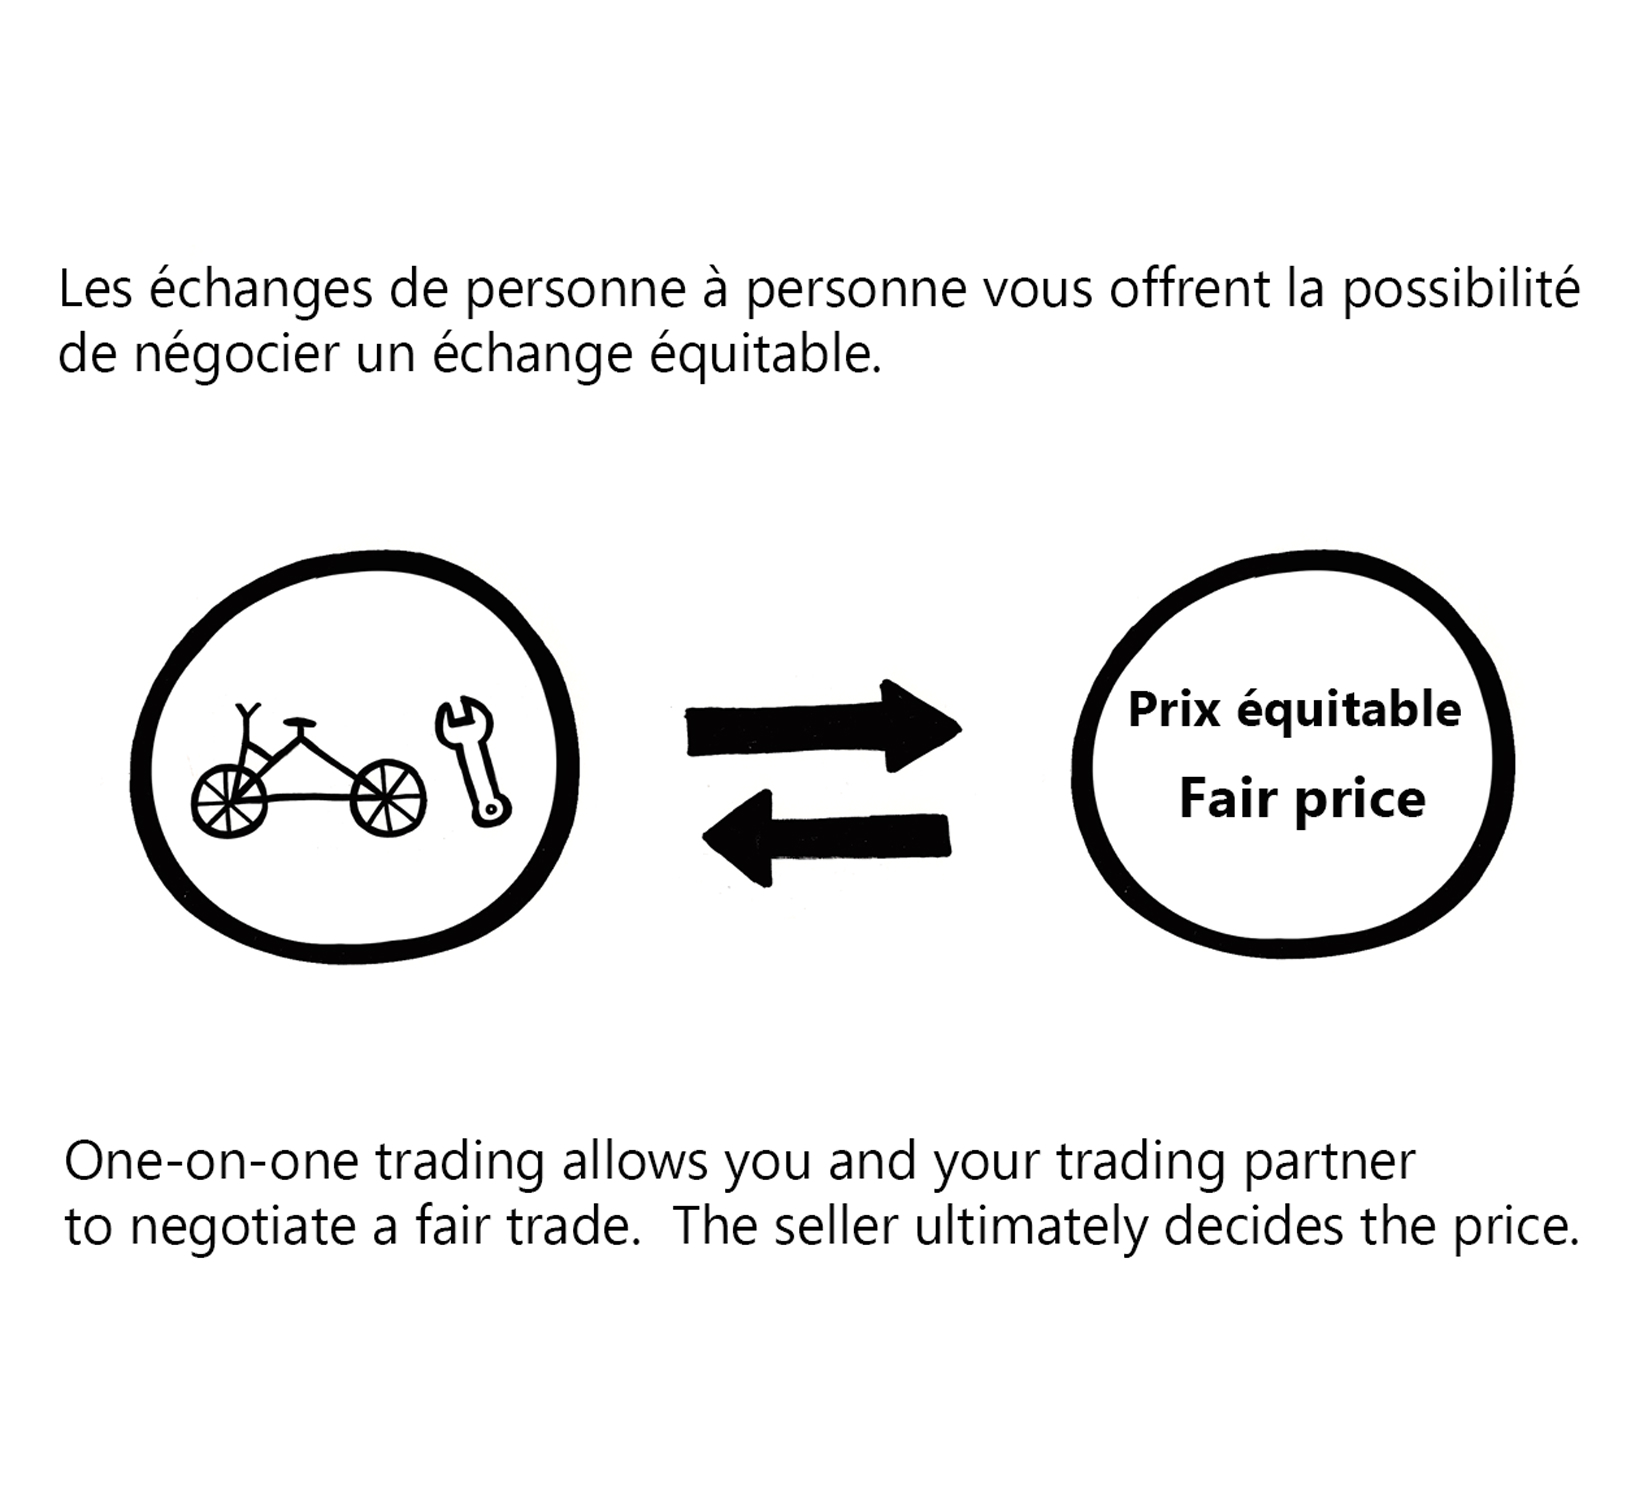 Les échanges de personne à personne vous offrent la possibilité
de négocier un échange équitable.
Prix équitable
Fair price
One-on-one trading allows you and your trading partner
to negotiate a fair trade.  The seller ultimately decides the price.